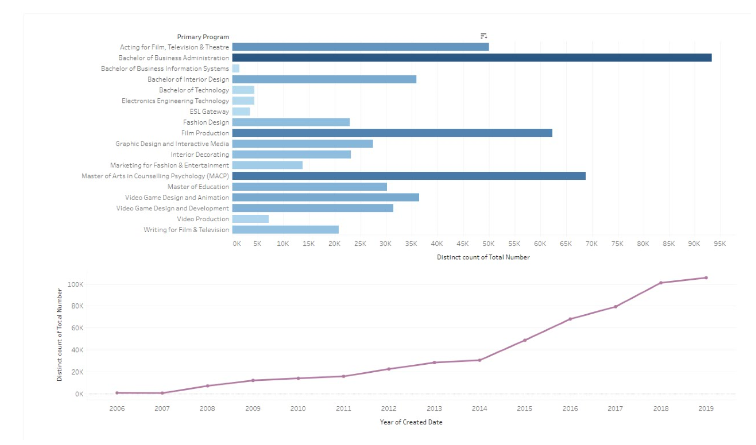 Primary Program
Acting for Film, Television & Theatre
Bachelor of Business Administration
Bachelor of Business Information Systems
Bachelor of Interior Design
Bachelor of Technology
Electronics Engineering Technology
ESL Gateway
Fashion Design
Film Production
Graphic Design and Interactive Media
Interior Decorating
Marketing for Fashion & Entertainment
Master of Arts in Counselling Psychology (MACP)
Master of Education
Video Game Design and Animation
Video Game Design and Development
Video Production
Writing for Film & Television
0K 5K 10K 15K 20K 25K 30K 35K 40K 45K 50K 55K 60K 65K 70K 75K 80K 85K 90K 95K
Distinct count of Total Number
Distinct count of Total Number
100K
80K
60K
40K
20K
0K
2006 2007 2008 2009 2010 2011 2012 2013 2014 2015 2016 2017 2018 2019
Year of Created Date